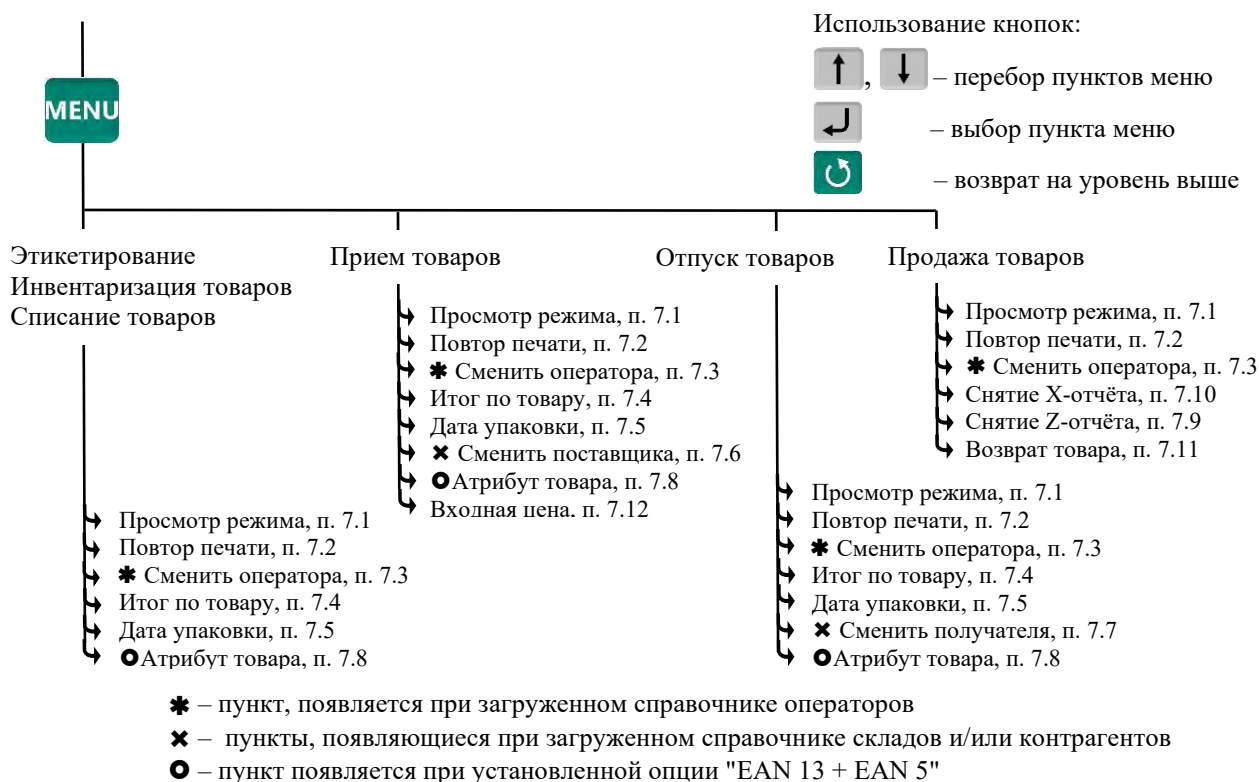 Использование кнопок:
↑, ↓ – перебор пунктов меню
MENU
↵ – выбор пункта меню
↺ – возврат на уровень выше
Этикетирование
Инвентаризация товаров
Списание товаров
Просмотр режима, п. 7.1
Повтор печати, п. 7.2
✱ Сменить оператора, п. 7.3
Итог по товару, п. 7.4
Дата упаковки, п. 7.5
⭘Атрибут товара, п. 7.8
Прием товаров
Просмотр режима, п. 7.1
Повтор печати, п. 7.2
✱ Сменить оператора, п. 7.3
Итог по товару, п. 7.4
Дата упаковки, п. 7.5
✖ Сменить поставщика, п. 7.6
⭘Атрибут товара, п. 7.8
Входная цена, п. 7.12
Отпуск товаров
Просмотр режима, п. 7.1
Повтор печати, п. 7.2
✱ Сменить оператора, п. 7.3
Итог по товару, п. 7.4
Дата упаковки, п. 7.5
✖ Сменить получателя, п. 7.7
⭘Атрибут товара, п. 7.8
Продажа товаров
Просмотр режима, п. 7.1
Повтор печати, п. 7.2
✱ Сменить оператора, п. 7.3
Снятие X-отчёта, п. 7.10
Снятие Z-отчёта, п. 7.9
Возврат товара, п. 7.11
✱ – пункт, появляется при загруженном справочнике операторов
✖ – пункты, появляющиеся при загруженном справочнике складов и/или контрагентов
⭘ – пункт появляется при установленной опции "EAN 13 + EAN 5"